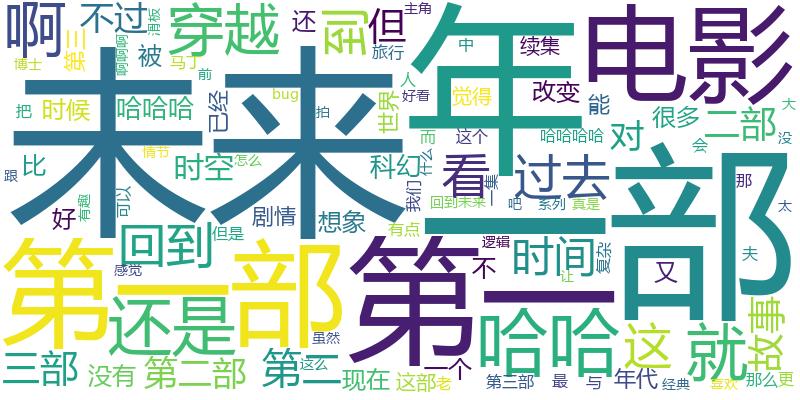 啊
不过
滑板
穿越
还
主角
但
年
中
续集
电影
第三
啊啊啊
被
回
旅行
博士
马丁
前
人
bug
拍
世界
好看
觉得
改变
能
大
把
时候
哈哈哈
已经
未来
而
这个
哈哈哈哈
对
很多
二部
会
没
跟
比
情节
时空
怎么
科幻
什么
看
过去
一集
部
那
好
有趣
可以
剧情
想象
我们
回到未来
吧
系列
真是
太
第一部
回到
但是
有点
第一
逻辑
不
时间
复杂
又
夫
感觉
还是
让
虽然
哈哈
这
就
故事
三部
没有
第二部
第二
这么
现在
这部
老
一个
第三部
最
与
年代
经典
喜欢
那么
更
二